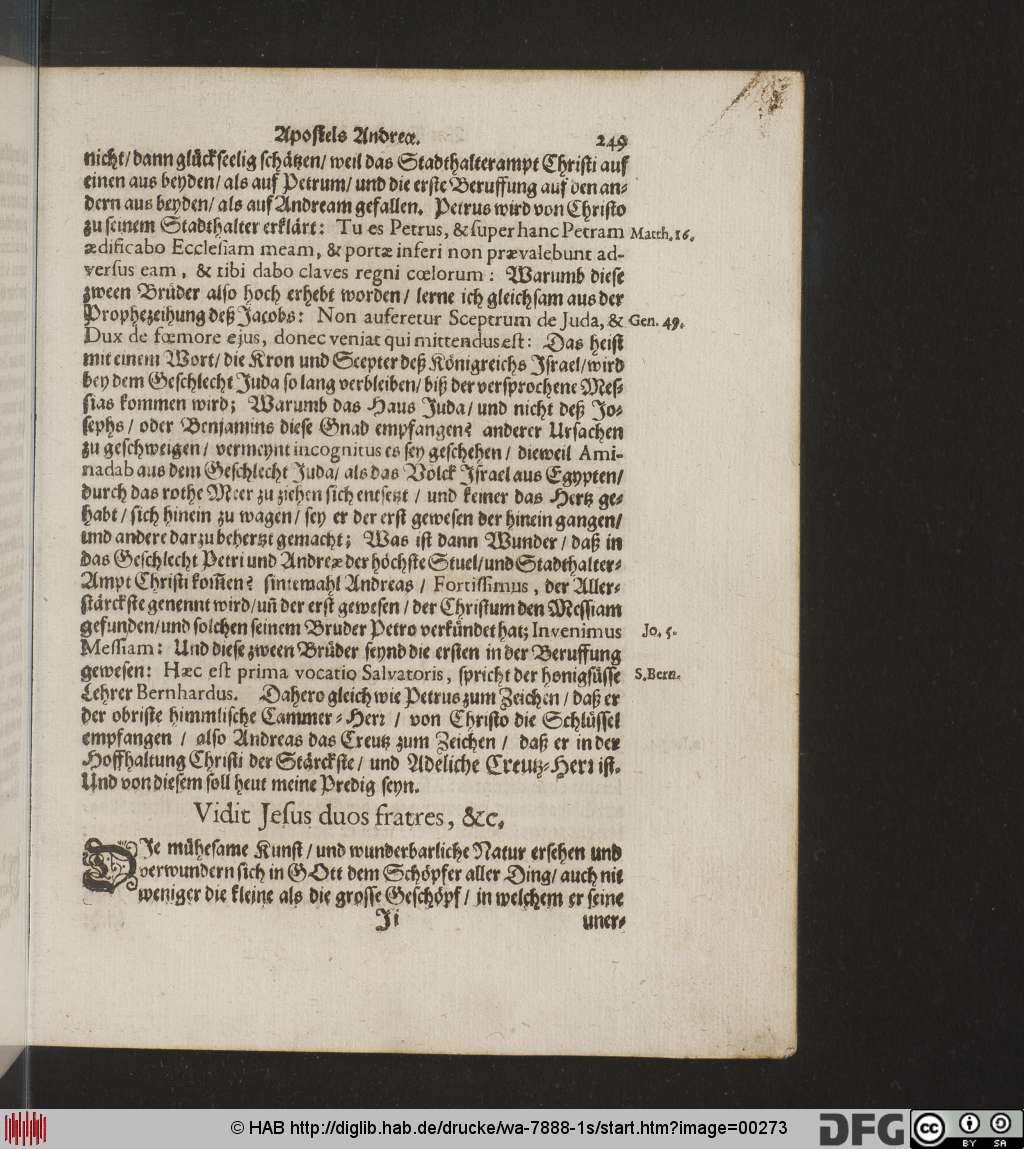 Apostels Andreæ. 249
nicht/ dann glückseelig schätzen/ weil das Stadthalterampt Christi auf
einen aus beyden/ als auf Petrum/ und die erste Beruffung auf den an-
dern aus beyden/ als auf Andream gefallen. Petrus wird von Christo
zu seinem Stadthalter erklärt: Tu es Petrus, & super hanc Petram Matth. 16.
ædificabo Ecclesiam meam, & portæ inferi non prævalebunt ad-
versus eam, & tibi dabo claves regni cœlorum: Warumb diese
zween Brüder also hoch erhebt worden/ lerne ich gleichsam aus der
Prophezeihung deß Jacobs: Non auferetur Sceptrum de Juda, & Gen. 49.
Dux de fœmore ejus, donec veniat qui mittendus est: Das heist
mit einem Wort/ die Kron und Scepter deß Königreichs Israel/ wird
bey dem Geschlecht Juda so lang verbleiben/ biß der versprochene Mes-
sias kommen wird; Warumb das Haus Juda/ und nicht deß Jo-
sephs/ oder Benjamins diese Gnad empfangen? anderer Ursachen
zu geschweigen/ vermeynt incognitus es sey geschehen/ dieweil Ami-
nadab aus dem Geschlecht Juda/ als das Volck Israel aus Egypten/
durch das rothe Meer zu ziehen sich entsetzt/ und keiner das Hertz ge-
habt/ sich hinein zu wagen/ sey er der erst gewesen der hinein gangen/
und andere darzu behertzt gemacht; Was ist dann Wunder/ daß in
das Geschlecht Petri und Andreæ der höchste Stuel/ und Stadthalter-
Ampt Christi kom̃en? sintemahl Andreas/ Fortissimus, der Aller-
stärckste genennt wird/ uñ der erst gewesen/ der Christum den Messiam
gefunden/ und solchen seinem Bruder Petro verkündet hat; Invenimus Jo. 5.
Messiam: Und diese zween Brüder seynd die ersten in der Beruffung
gewesen: Hæc est prima vocatio Salvatoris, spricht der honigsüsse S. Bern.
Lehrer Bernhardus. Dahero gleich wie Petrus zum Zeichen/ daß er
der obriste himmlische Cammer-Herr/ von Christo die Schlüssel
empfangen/ also Andreas das Creutz zum Zeichen/ daß er in der
Hoffhaltung Christi der Stärckste/ und Adeliche Creutz-Herr ist.
Und von diesem soll heut meine Predig seyn.
Vidit Jesus duos fratres, &c.
DIe mühesame Kunst/ und wunderbarliche Natur ersehen und
verwundern sich in GOtt dem Schöpfer aller Ding/ auch nit
weniger die kleine als die grosse Geschöpf/ in welchem er seine
Ji uner-
© HAB http://diglib.hab.de/drucke/wa-7888-1s/start.htm?image=00273 DFG cc BY SA